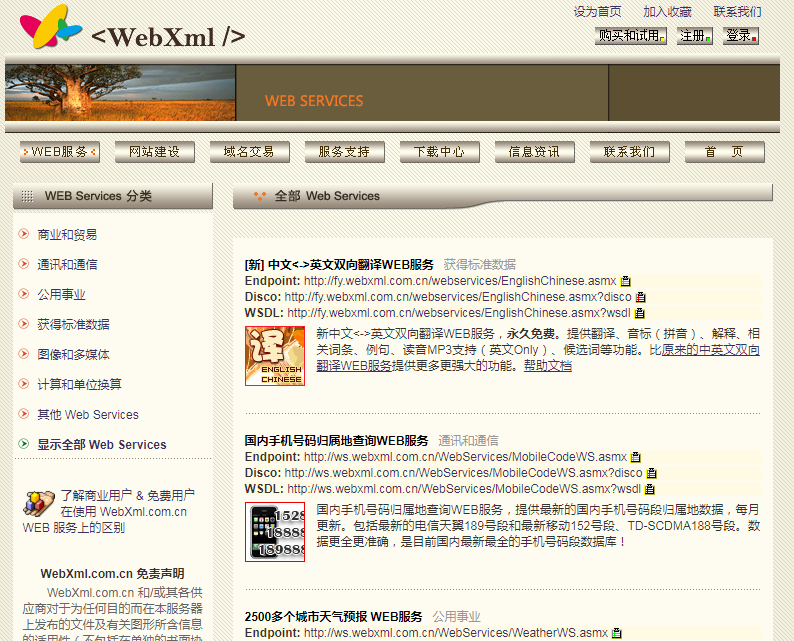 设为首页 加入收藏 联系我们
<WebXml />
购买和试用 注册 登录
WEB SERVICES
WEB服务 网站建设 域名交易 服务支持 下载中心 信息资讯 联系我们 首 页
WEB Services 分类
商业和贸易
通讯和通信
公用事业
获得标准数据
图像和多媒体
计算和单位换算
其他 Web Services
显示全部 Web Services
了解商业用户 & 免费用户
在使用 WebXml.com.cn
WEB 服务上的区别
WebXml.com.cn 免责声明
WebXml.com.cn 和/或其各供
应商对于为任何目的而在本服务器
上发布的文件及有关图形所含信息
的适用性(不包括在单独的书面协
全部 Web Services
[新] 中文<->英文双向翻译WEB服务 获得标准数据
Endpoint: http://fy.webxml.com.cn/webservices/EnglishChinese.asmx
Disco: http://fy.webxml.com.cn/webservices/EnglishChinese.asmx?disco
WSDL: http://fy.webxml.com.cn/webservices/EnglishChinese.asmx?wsdl
译
ENGLISH
CHINESE
新中文<->英文双向翻译WEB服务，永久免费。提供翻译、音标（拼音）、解释、相
关词条、例句、读音MP3支持（英文Only）、候选词等功能。比原来的中英文双向
翻译WEB服务提供更多更强大的功能。帮助文档
国内手机号码归属地查询WEB服务 通讯和通信
Endpoint: http://ws.webxml.com.cn/WebServices/MobileCodeWS.asmx
Disco: http://ws.webxml.com.cn/WebServices/MobileCodeWS.asmx?disco
WSDL: http://ws.webxml.com.cn/WebServices/MobileCodeWS.asmx?wsdl
1528
18888
189888
国内手机号码归属地查询WEB服务，提供最新的国内手机号码段归属地数据，每月
更新。包括最新的电信天翼189号段和最新移动152号段、TD-SCDMA188号段。数
据更全更准确，是目前国内最新最全的手机号码段数据库！
2500多个城市天气预报 WEB服务 公用事业
Endpoint: http://ws.webxml.com.cn/WebServices/WeatherWS.asmx